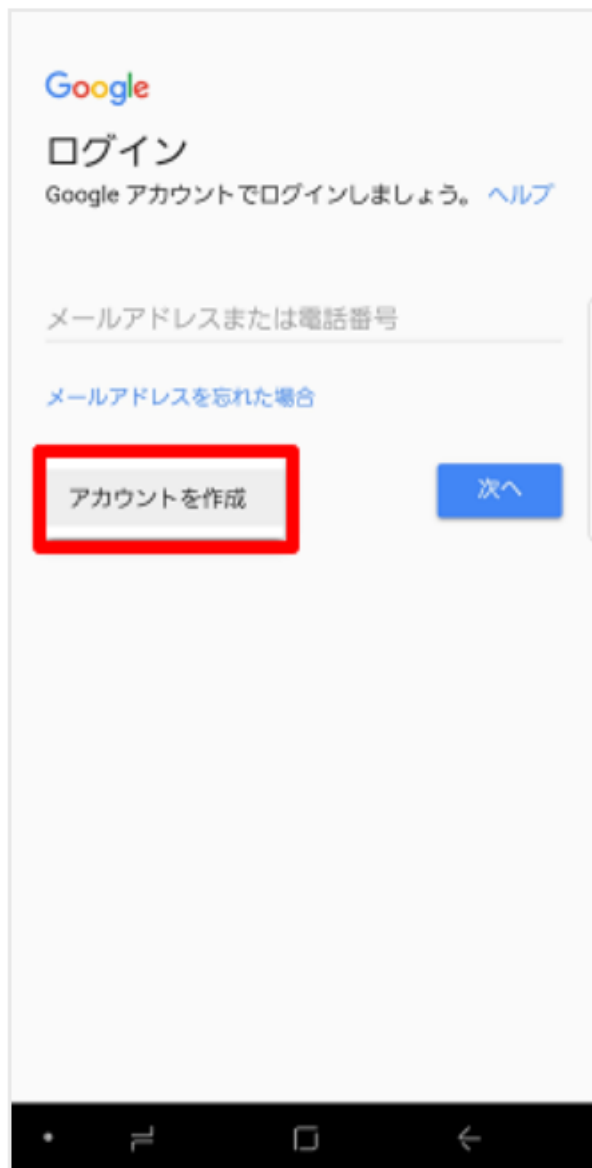 Google
ログイン
Google アカウントでログインしましょう。 ヘルプ
メールアドレスまたは電話番号
メールアドレスを忘れた場合
アカウントを作成
次へ